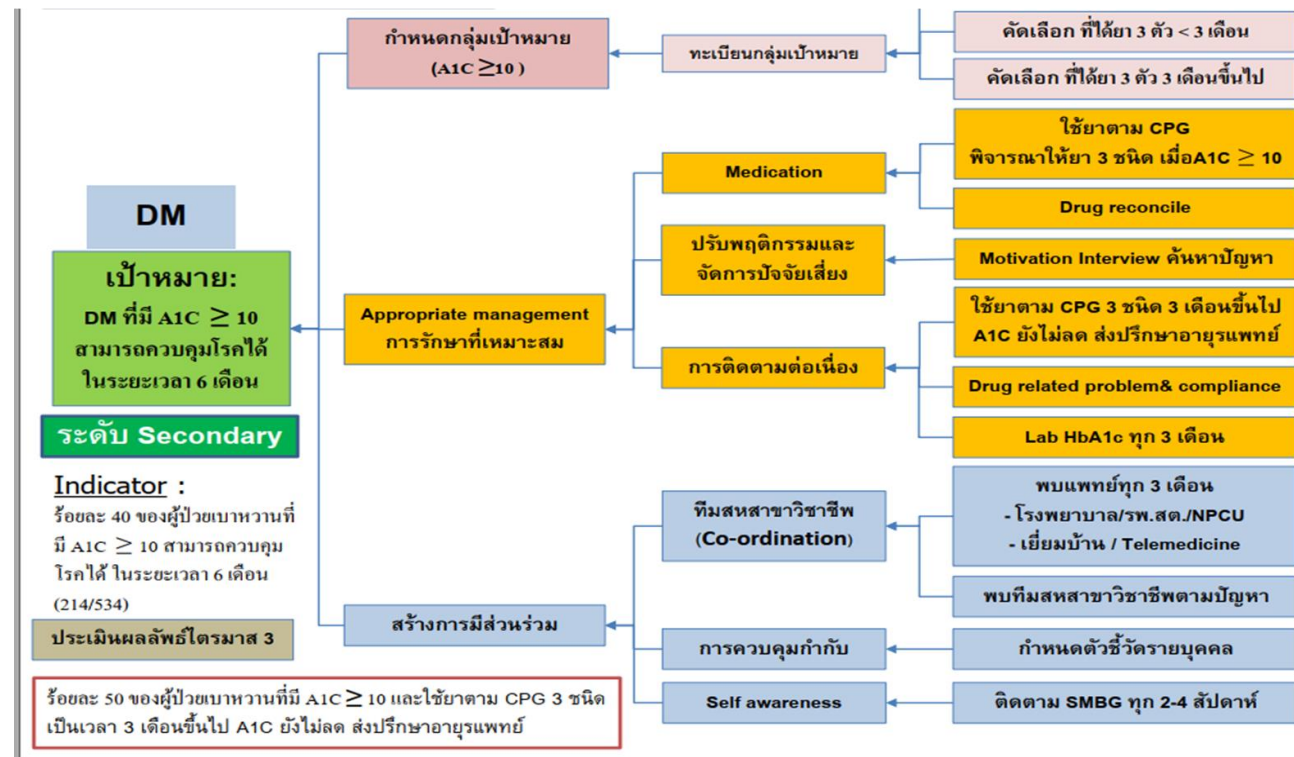 DM
เป้าหมาย:
DM ที่มี A1C ≥ 10
สามารถควบคุมโรคได้
ในระยะเวลา 6 เดือน
ระดับ Secondary
Indicator :
ร้อยละ 40 ของผู้ป่วยเบาหวานที่
มี A1C ≥ 10 สามารถควบคุม
โรคได้ ในระยะเวลา 6 เดือน
(214/534)
ประเมินผลลัพธ์ไตรมาส 3
ร้อยละ 50 ของผู้ป่วยเบาหวานที่มี A1C ≥ 10 และใช้ยาตาม CPG 3 ชนิด
เป็นเวลา 3 เดือนขึ้นไป A1C ยังไม่ลด ส่งปรึกษาอายุรแพทย์
กำหนดกลุ่มเป้าหมาย
(A1C ≥10 )
ทะเบียนกลุ่มเป้าหมาย
คัดเลือก ที่ได้ยา 3 ตัว < 3 เดือน
คัดเลือก ที่ได้ยา 3 ตัว 3 เดือนขึ้นไป
Appropriate management
การรักษาที่เหมาะสม
Medication
ใช้ยาตาม CPG
พิจารณาให้ยา 3 ชนิด เมื่อA1C ≥ 10
Drug reconcile
ปรับพฤติกรรมและ
จัดการปัจจัยเสี่ยง
Motivation Interview ค้นหาปัญหา
การติดตามต่อเนื่อง
ใช้ยาตาม CPG 3 ชนิด 3 เดือนขึ้นไป
A1C ยังไม่ลด ส่งปรึกษาอายุรแพทย์
Drug related problem& compliance
Lab HbA1c ทุก 3 เดือน
สร้างการมีส่วนร่วม
ทีมสหสาขาวิชาชีพ
(Co-ordination)
พบแพทย์ทุก 3 เดือน
- โรงพยาบาล/รพ.สต./NPCU
- เยี่ยมบ้าน / Telemedicine
พบทีมสหสาขาวิชาชีพตามปัญหา
การควบคุมกำกับ
กำหนดตัวชี้วัดรายบุคคล
Self awareness
ติดตาม SMBG ทุก 2-4 สัปดาห์